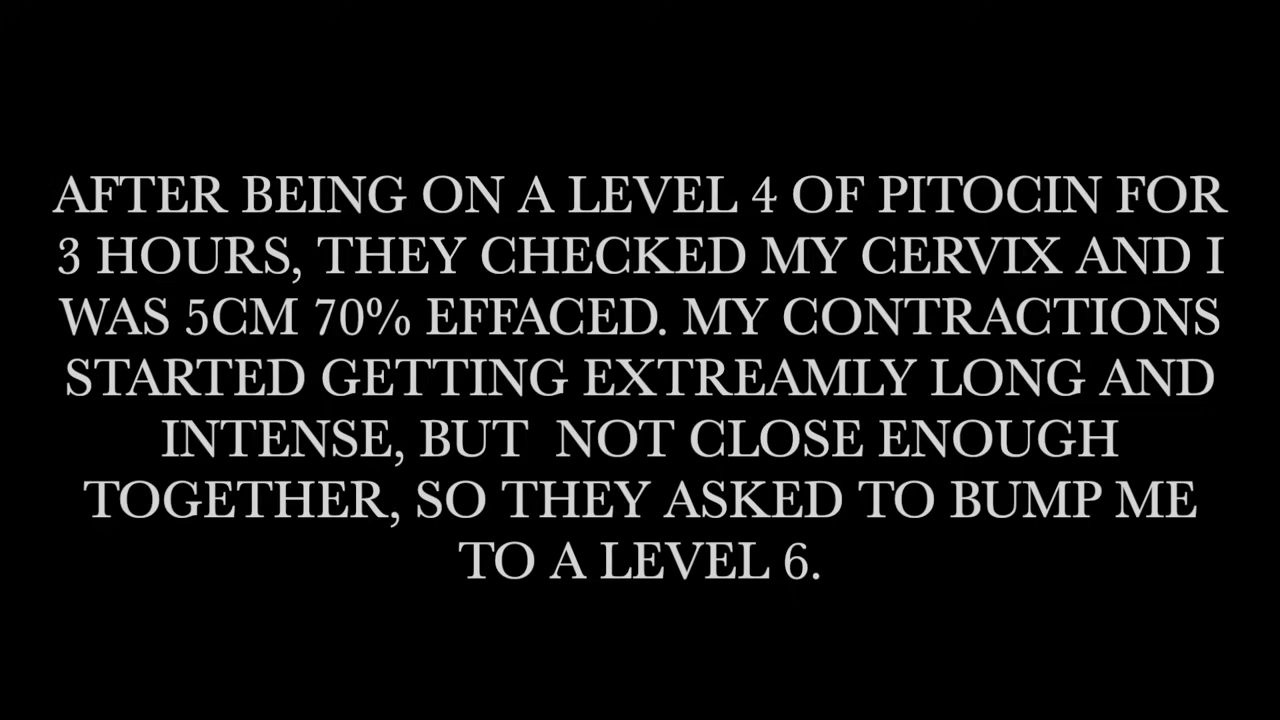 AFTER BEING ON A LEVEL 4 OF PITOCIN FOR
3 HOURS, THEY CHECKED MY CERVIX AND I
WAS 5CM 70% EFFACED. MY CONTRACTIONS
STARTED GETTING EXTREAMLY LONG AND
INTENSE, BUT  NOT CLOSE ENOUGH
TOGETHER, SO THEY ASKED TO BUMP ME
TO A LEVEL 6.